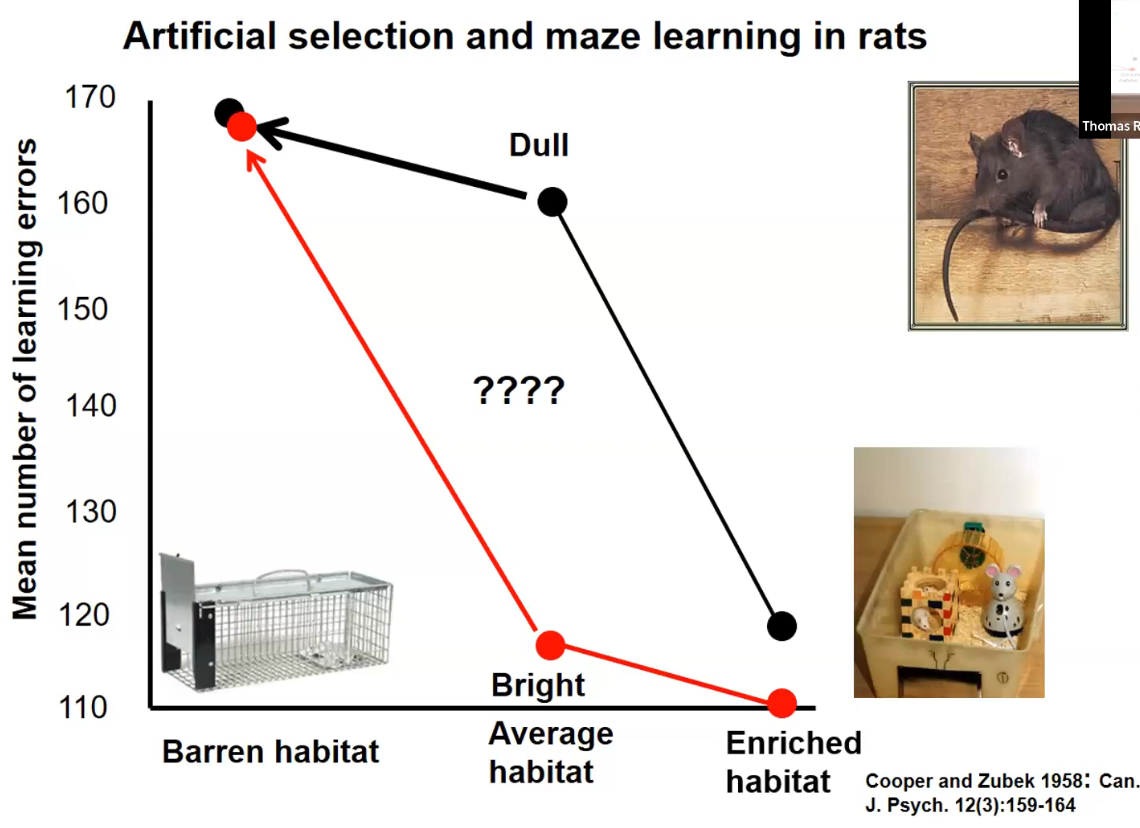 Artificial selection and maze learning in rats
Thomas R
170
Dull
160
150
????
140
130
120
110
Mean number of learning errors
Bright
Barren habitat
Average
habitat
Enriched
habitat
Cooper and Zubek 1958: Can.
J. Psych. 12(3):159-164